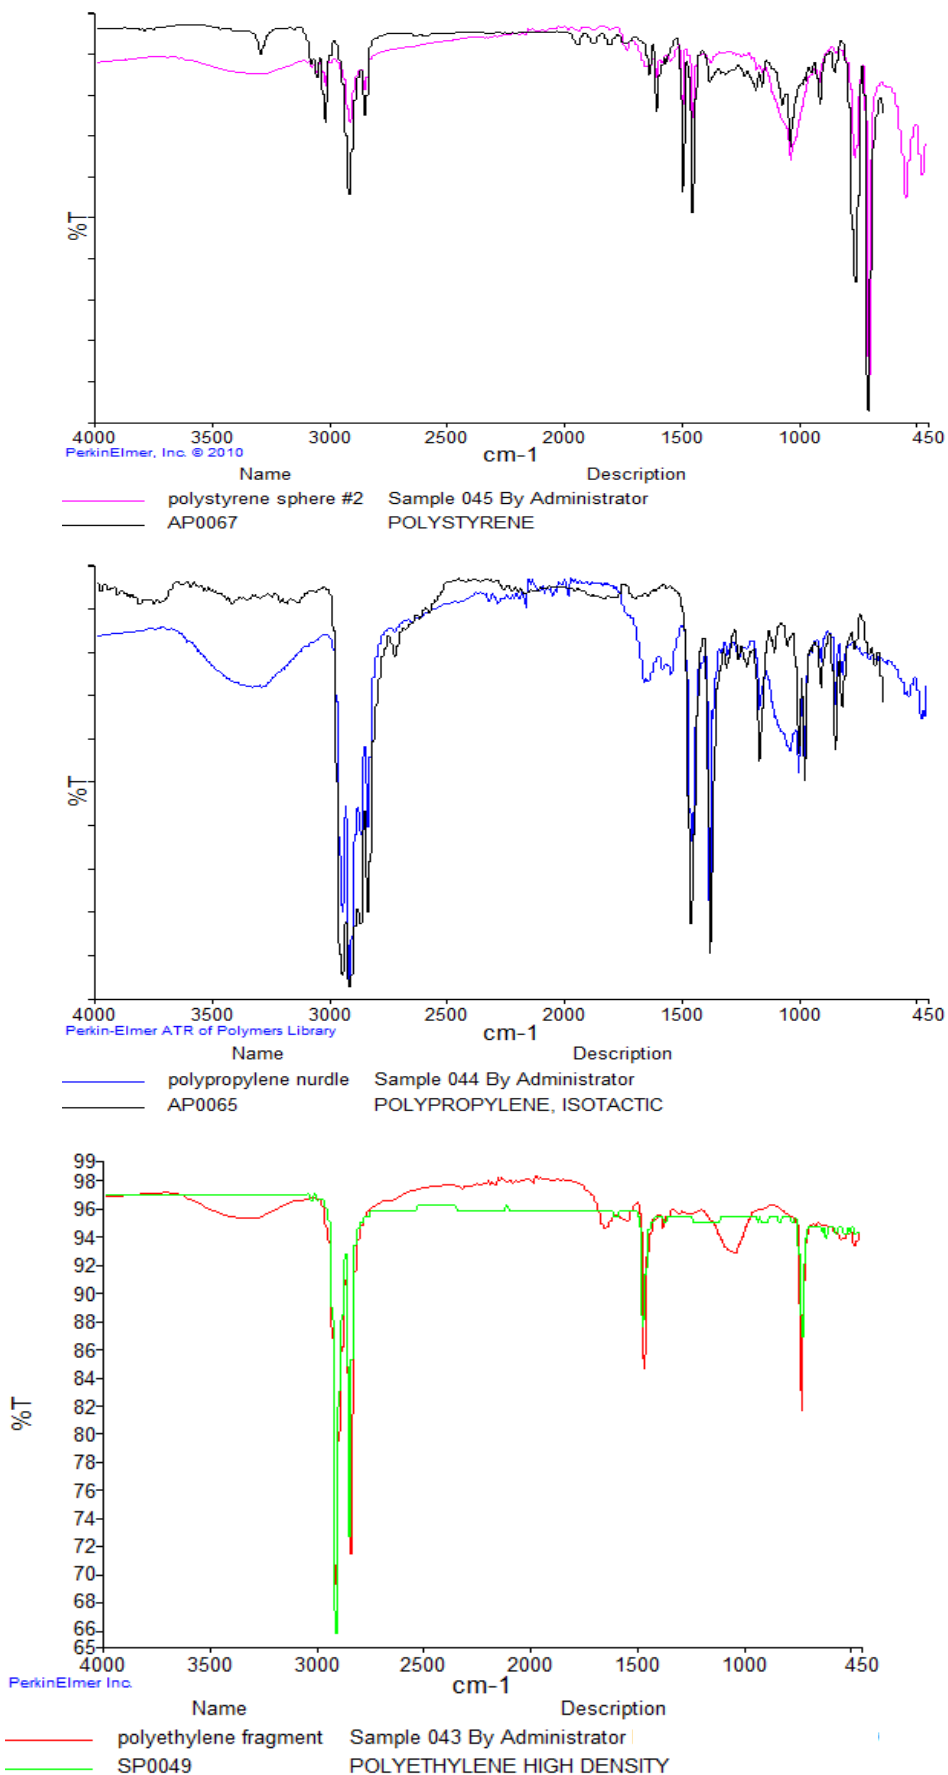 %T
4000 3500 3000 2500 2000 1500 1000 450
PerkinElmer, Inc. © 2010
cm-1
Name Description
polystyrene sphere #2 Sample 045 By Administrator
AP0067 POLYSTYRENE
%T
4000 3500 3000 2500 2000 1500 1000 450
Perkin-Elmer ATR of Polymers Library
cm-1
Name Description
polypropylene nurdle Sample 044 By Administrator
AP0065 POLYPROPYLENE, ISOTACTIC
99
98
96
94
92
90
88
86
84
82
80
78
76
74
72
70
68
66
65
%T
4000 3500 3000 2500 2000 1500 1000 450
PerkinElmer Inc.
cm-1
Name Description
polyethylene fragment Sample 043 By Administrator
SP0049 POLYETHYLENE HIGH DENSITY